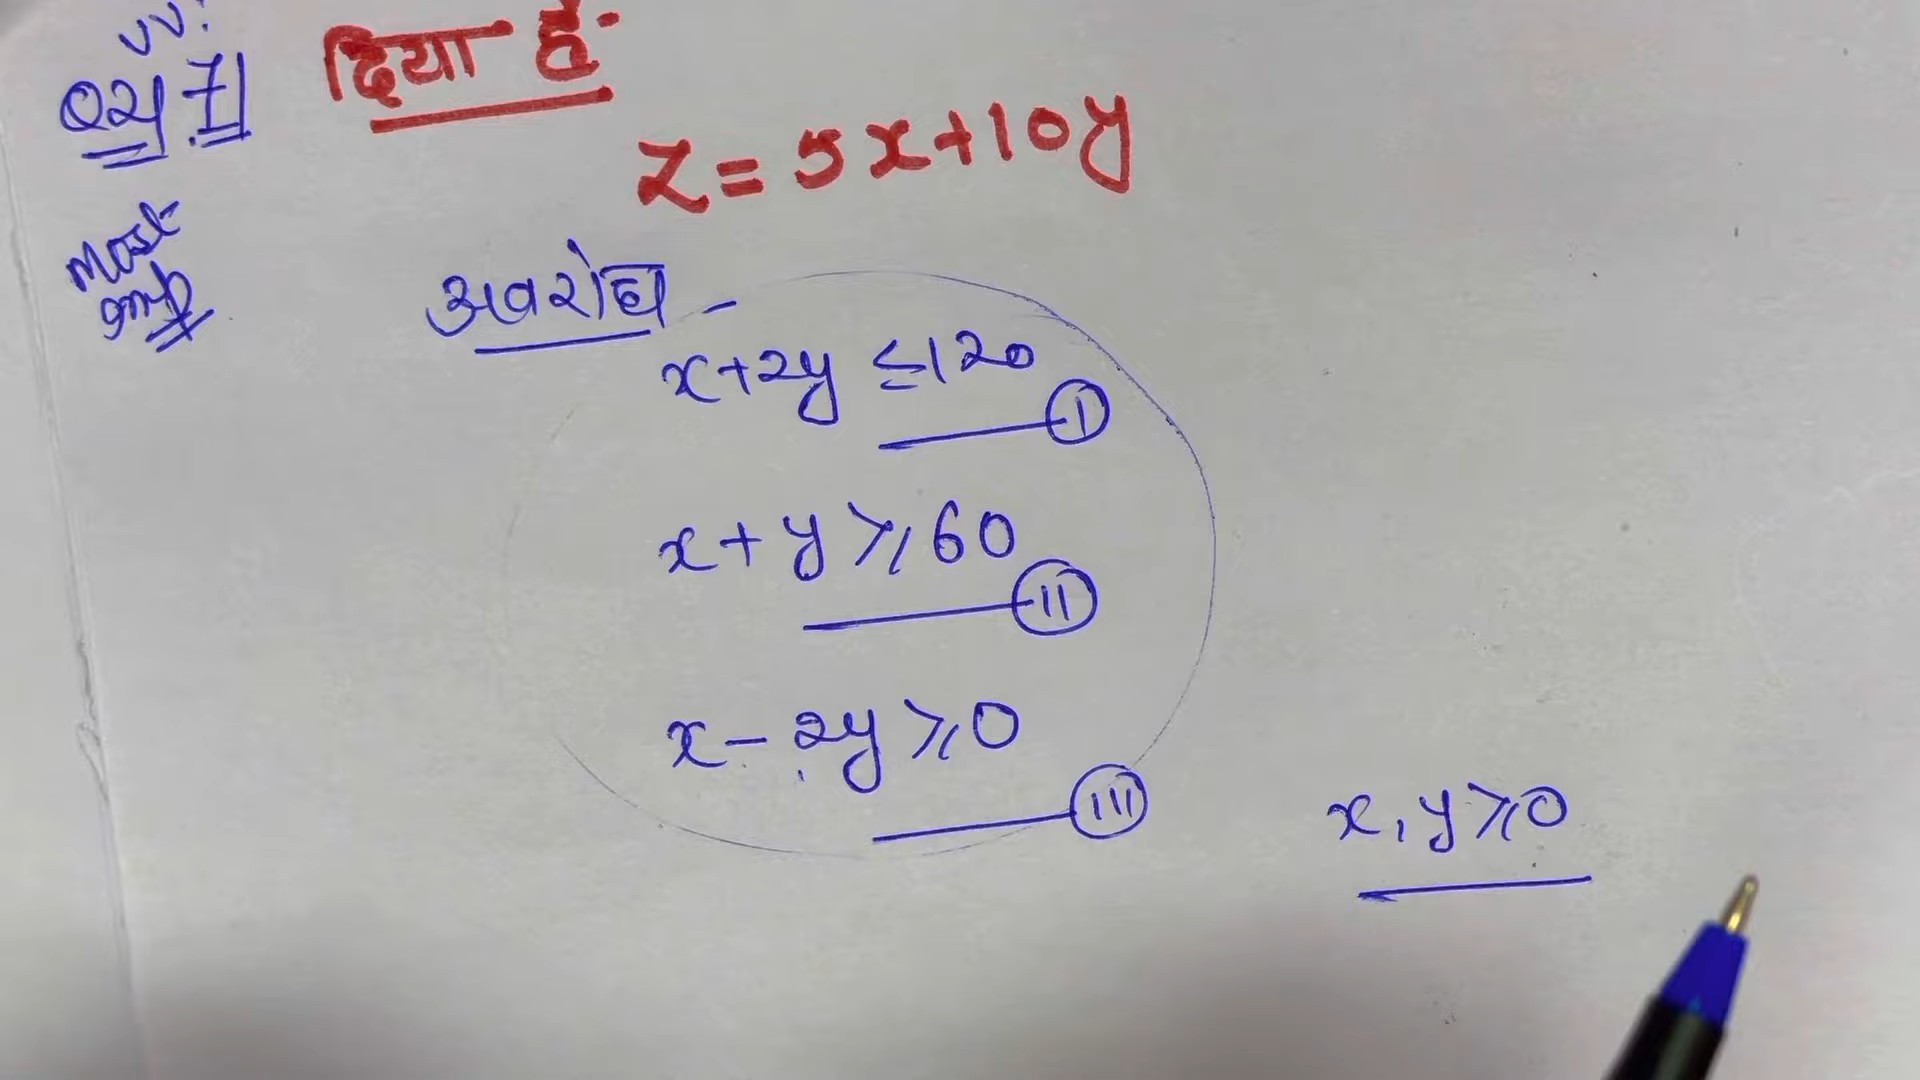 VV.
दिया है-
Q24 7|
Z = 5x+10y
Most
Imp
अवरोध -
x+2y ≤120
I
x+y ≥ 60
II
x- 2y ≥ 0
III
x, y ≥ 0